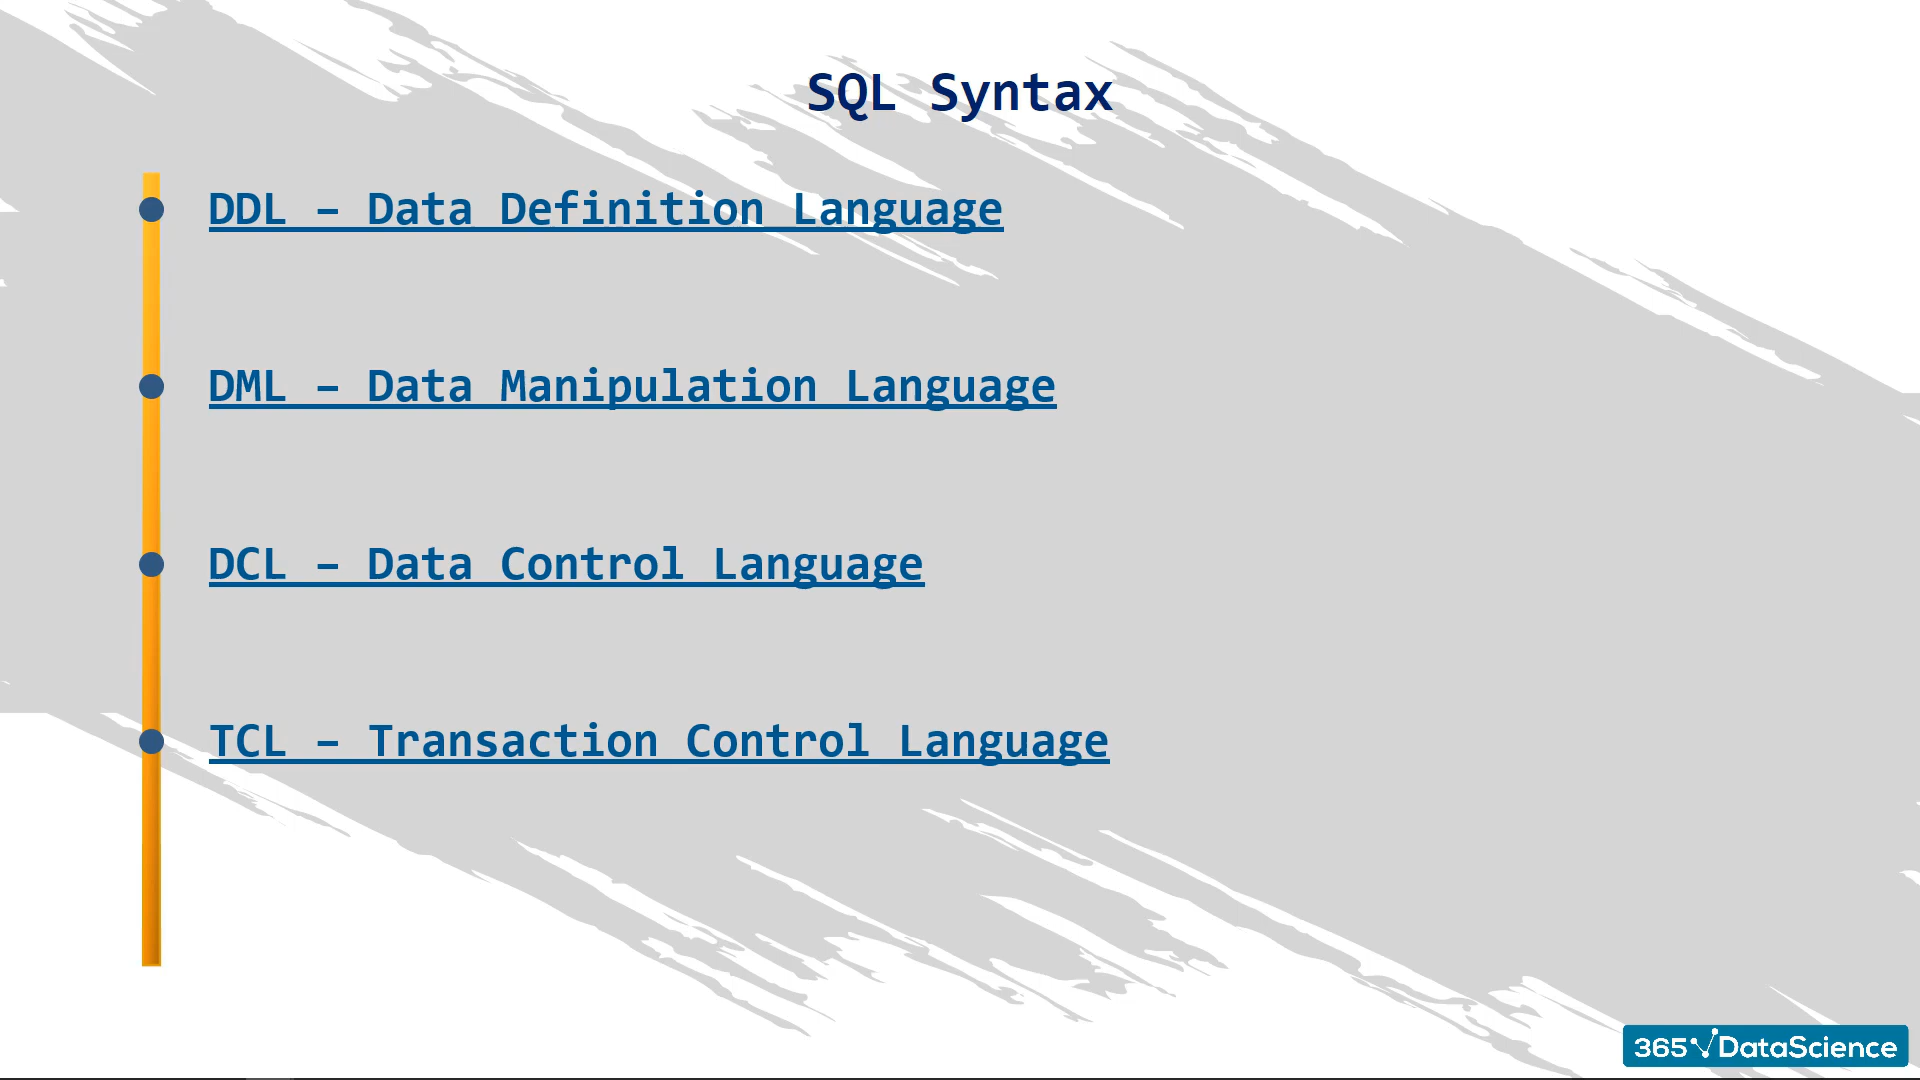 SQL Syntax
DDL – Data Definition Language
DML – Data Manipulation Language
DCL – Data Control Language
TCL – Transaction Control Language
365 DataScience